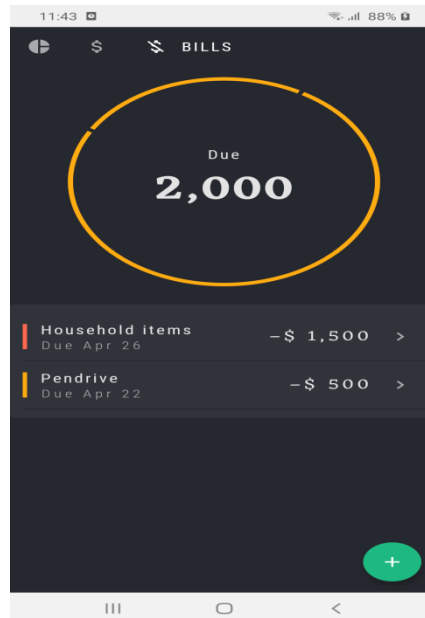 11:43 88%
$ BILLS
Due
2,000
Household items –$ 1,500 >
Due Apr 26
Pendrive –$ 500 >
Due Apr 22
+